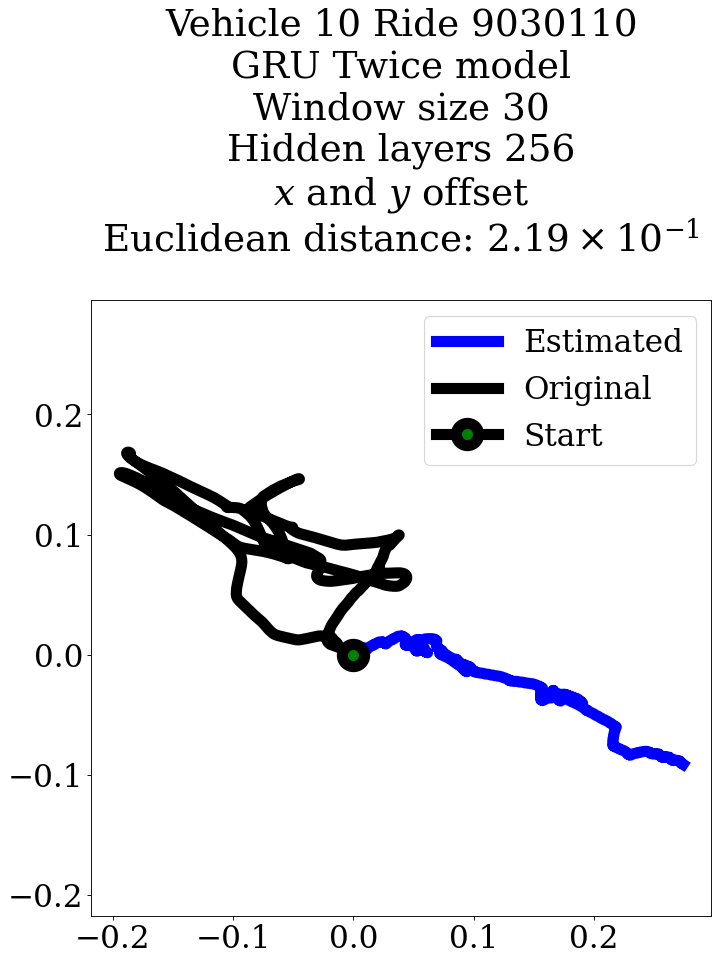 Vehicle 10 Ride 9030110
GRU Twice model
Window size 30
Hidden layers 256
x and y offset
Euclidean distance: 2.19 × 10⁻¹
Estimated
Original
Start
0.2
0.1
0.0
−0.1
−0.2
−0.2 −0.1 0.0 0.1 0.2